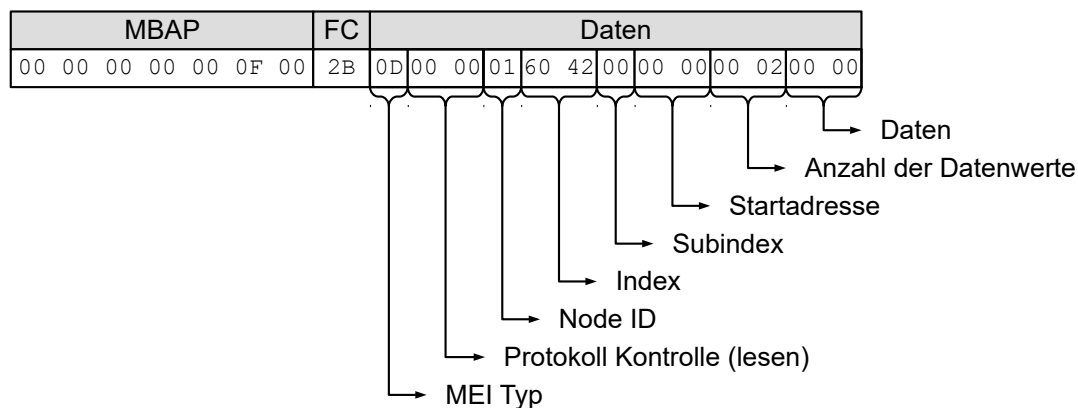 MBAP FC Daten
00 00 00 00 00 0F 00 2B 0D 00 00 01 60 42 00 00 00 00 02 00 00
Daten
Anzahl der Datenwerte
Startadresse
Subindex
Index
Node ID
Protokoll Kontrolle (lesen)
MEI Typ